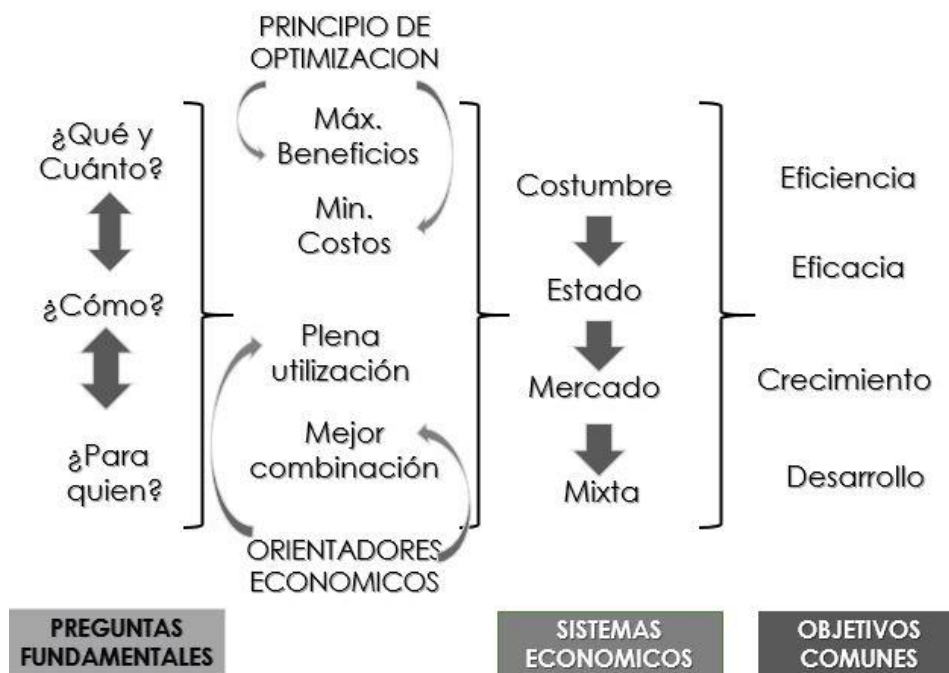 PRINCIPIO DE
OPTIMIZACION
¿Qué y
Cuánto?
¿Cómo?
¿Para
quien?
Máx.
Beneficios
Min.
Costos
Plena
utilización
Mejor
combinación
ORIENTADORES
ECONOMICOS
Costumbre
Estado
Mercado
Mixta
Eficiencia
Eficacia
Crecimiento
Desarrollo
PREGUNTAS
FUNDAMENTALES
SISTEMAS
ECONOMICOS
OBJETIVOS
COMUNES